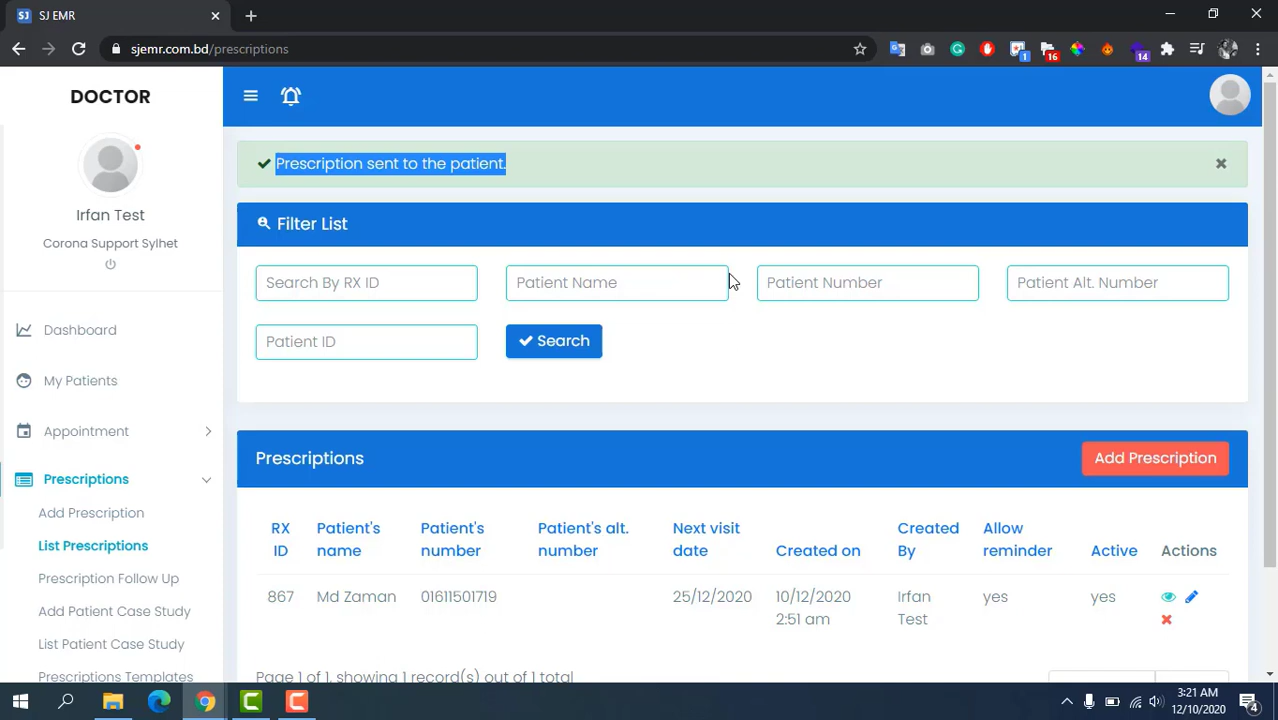 SJ SJ EMR
sjemr.com.bd/prescriptions
1 16 14
DOCTOR
Irfan Test
Corona Support Sylhet
Dashboard
My Patients
Appointment
Prescriptions
Add Prescription
List Prescriptions
Prescription Follow Up
Add Patient Case Study
List Patient Case Study
Prescriptions Templates
Prescription sent to the patient.
Filter List
Search By RX ID Patient Name Patient Number Patient Alt. Number
Patient ID Search
Prescriptions Add Prescription
RX ID Patient's name Patient's number Patient's alt. number Next visit date Created on Created By Allow reminder Active Actions
867 Md Zaman 01611501719 25/12/2020 10/12/2020 2:51 am Irfan Test yes yes
Page 1 of 1, showing 1 record(s) out of 1 total
3:21 AM
12/10/2020
4